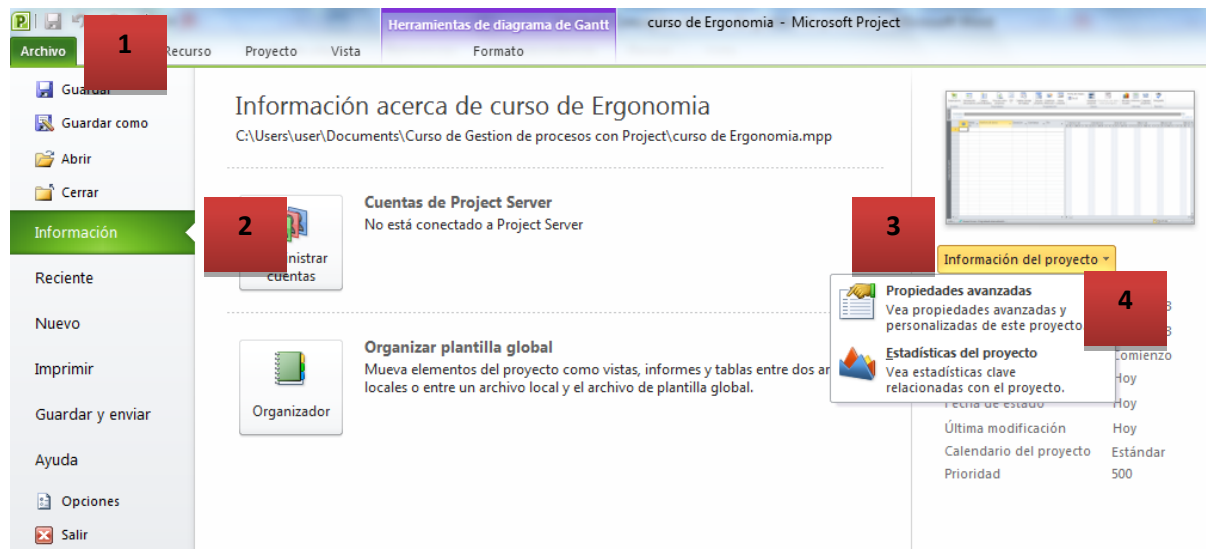 Herramientas de diagrama de Gantt
curso de Ergonomia - Microsoft Project
Archivo
1
Recurso
Proyecto
Vista
Formato
Guardar
Guardar como
Abrir
Cerrar
Información
Reciente
Nuevo
Imprimir
Guardar y enviar
Ayuda
Opciones
Salir
Información acerca de curso de Ergonomia
C:\Users\user\Documents\Curso de Gestion de procesos con Project\curso de Ergonomia.mpp
2
cuentas
Cuentas de Project Server
No está conectado a Project Server
Organizador
Organizar plantilla global
Mueva elementos del proyecto como vistas, informes y tablas entre dos
locales o entre un archivo local y el archivo de plantilla global.
3
Información del proyecto
4
Propiedades avanzadas
Vea propiedades avanzadas y
personalizadas de este proyecto
Estadísticas del proyecto
Vea estadísticas clave
relacionadas con el proyecto.
3
3
Comienzo
Hoy
Fecha de estado Hoy
Última modificación Hoy
Calendario del proyecto Estándar
Prioridad 500